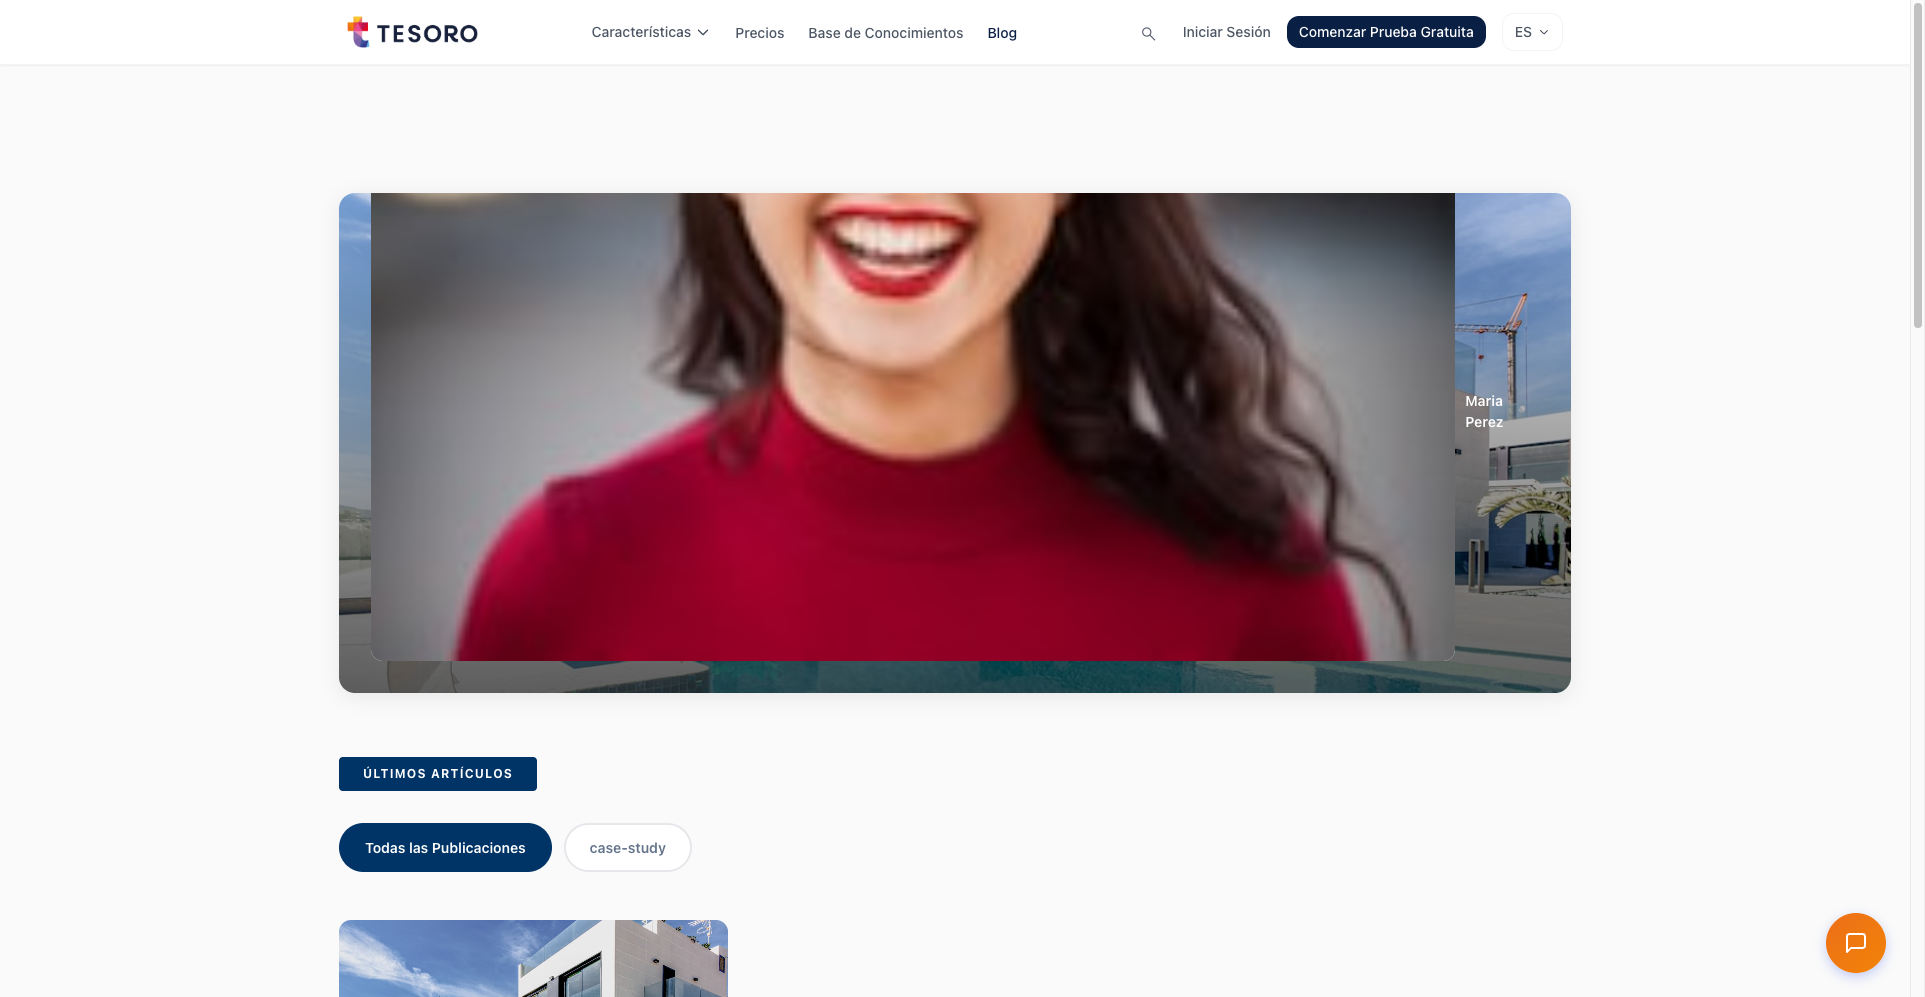 TESORO
Características
Precios
Base de Conocimientos
Blog
Iniciar Sesión
Comenzar Prueba Gratuita
ES
Maria
Perez
ÚLTIMOS ARTÍCULOS
Todas las Publicaciones
case-study